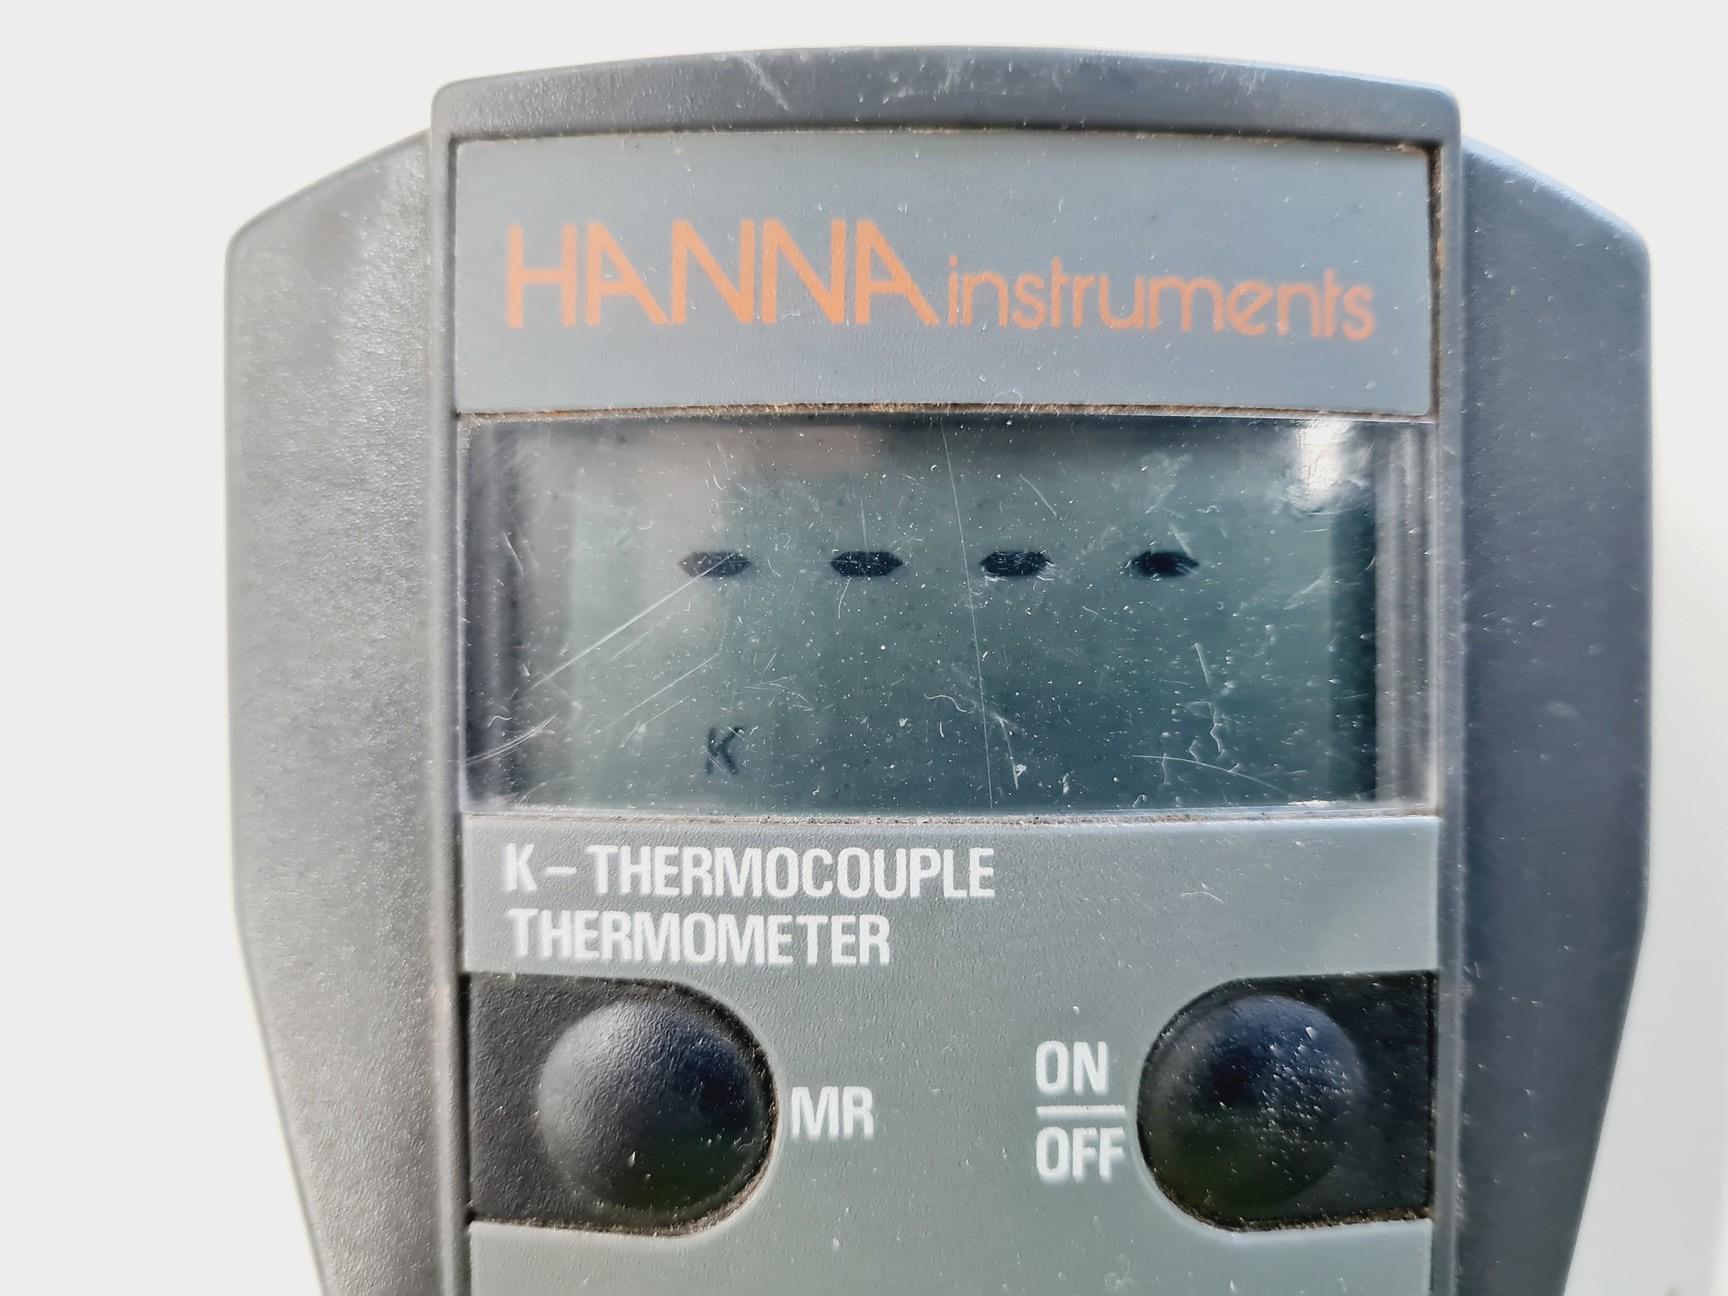 HANNA instruments
- - - -
K
K – THERMOCOUPLE
THERMOMETER
MR
ON
OFF